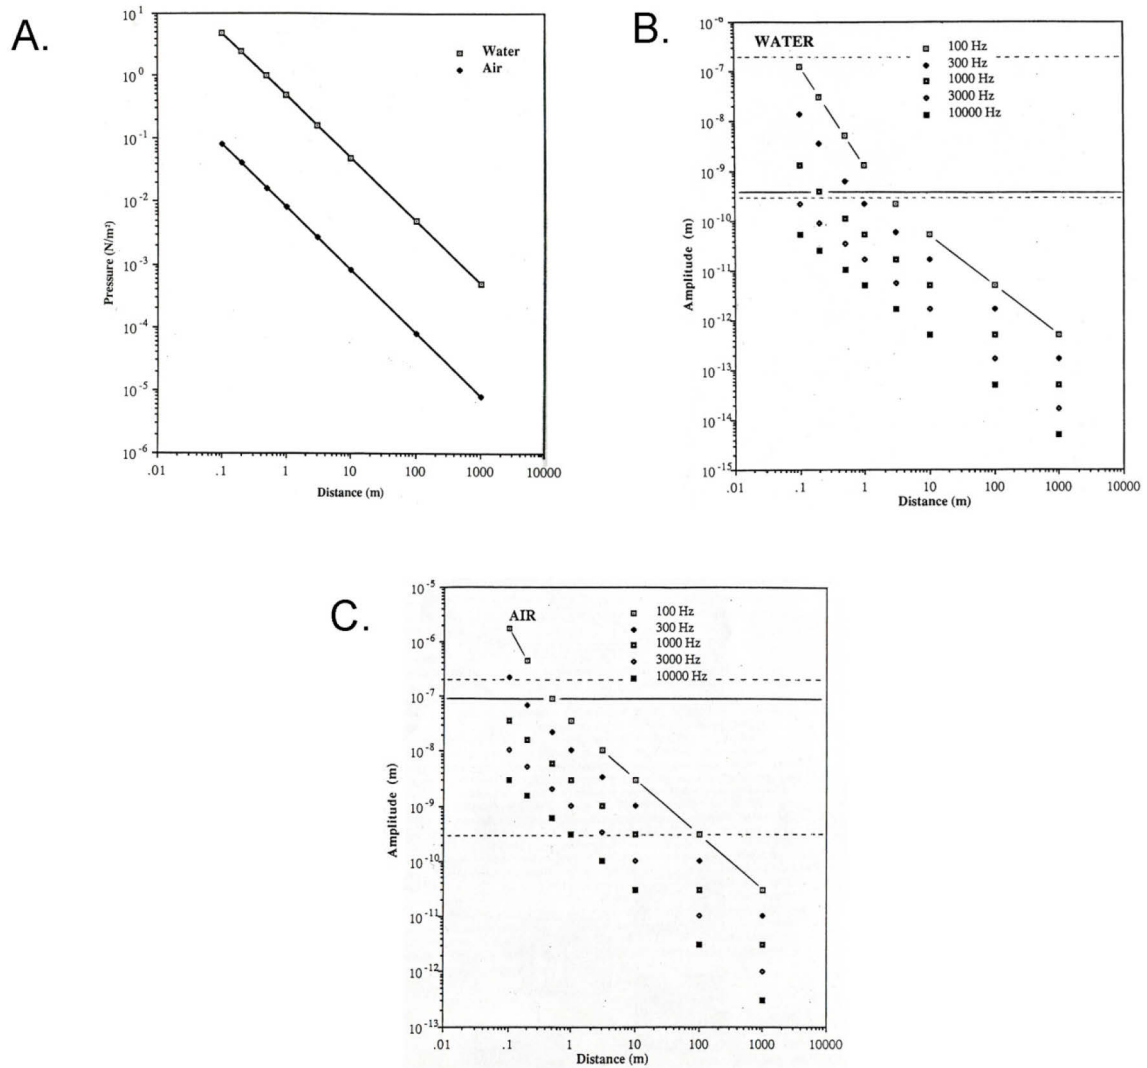 A.
10¹
10⁰
10⁻¹
10⁻²
10⁻³
10⁻⁴
10⁻⁵
10⁻⁶
Pressure (N/m²)
Water
Air
.01 .1 1 10 100 1000 10000
Distance (m)
B.
10⁻⁶
10⁻⁷
10⁻⁸
10⁻⁹
10⁻¹⁰
10⁻¹¹
10⁻¹²
10⁻¹³
10⁻¹⁴
10⁻¹⁵
Amplitude (m)
WATER
100 Hz
300 Hz
1000 Hz
3000 Hz
10000 Hz
.01 .1 1 10 100 1000 10000
Distance (m)
C.
10⁻⁵
10⁻⁶
10⁻⁷
10⁻⁸
10⁻⁹
10⁻¹⁰
10⁻¹¹
10⁻¹²
10⁻¹³
Amplitude (m)
AIR
100 Hz
300 Hz
1000 Hz
3000 Hz
10000 Hz
.01 .1 1 10 100 1000 10000
Distance (m)